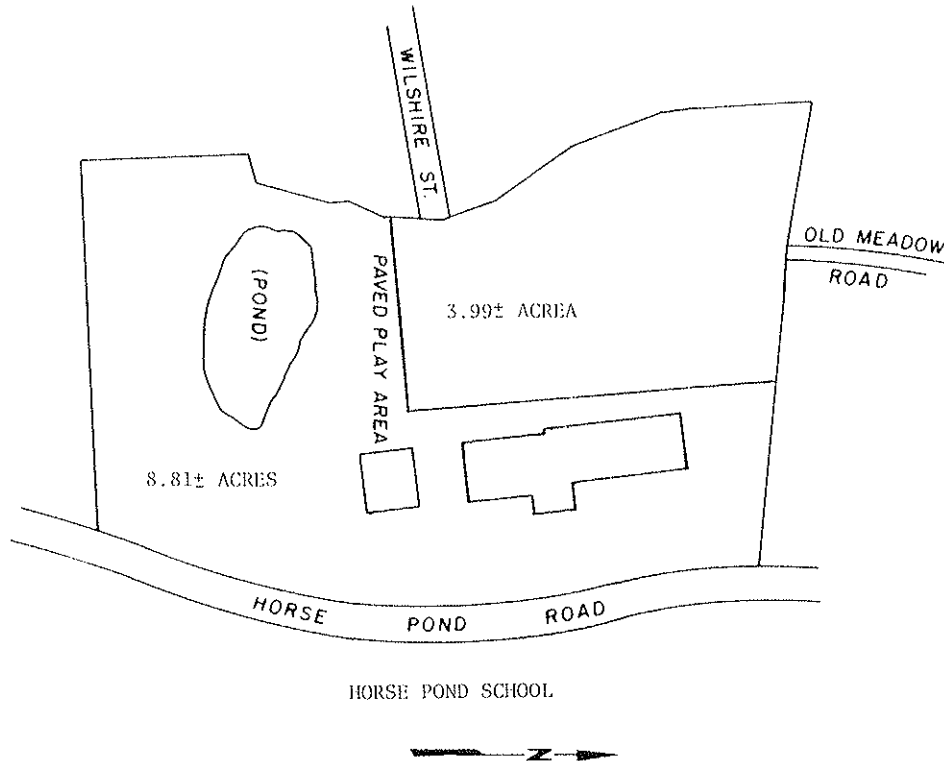 WILSHIRE ST.
OLD MEADOW
ROAD
(POND)
PAVED PLAY AREA
3.99± ACREA
8.81± ACRES
HORSE POND ROAD
HORSE POND SCHOOL
N